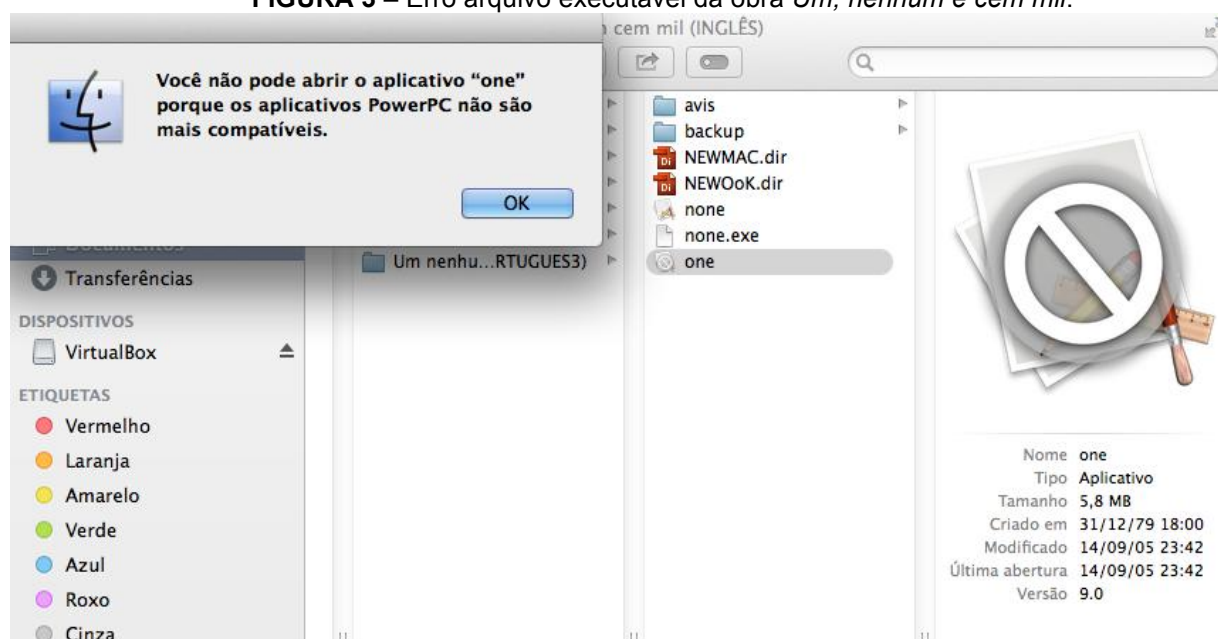 FIGURA 3 – Erro arquivo executável da obra Um, nenhum e cem mil.
cem mil (INGLÊS)
Você não pode abrir o aplicativo “one”
porque os aplicativos PowerPC não são
mais compatíveis.
OK
Documentos
Transferências
DISPOSITIVOS
VirtualBox
ETIQUETAS
Vermelho
Laranja
Amarelo
Verde
Azul
Roxo
Cinza
Um nenhu...RTUGUES3)
avis
backup
NEWMAC.dir
NEWOoK.dir
none
none.exe
one
Nome one
Tipo Aplicativo
Tamanho 5,8 MB
Criado em 31/12/79 18:00
Modificado 14/09/05 23:42
Última abertura 14/09/05 23:42
Versão 9.0